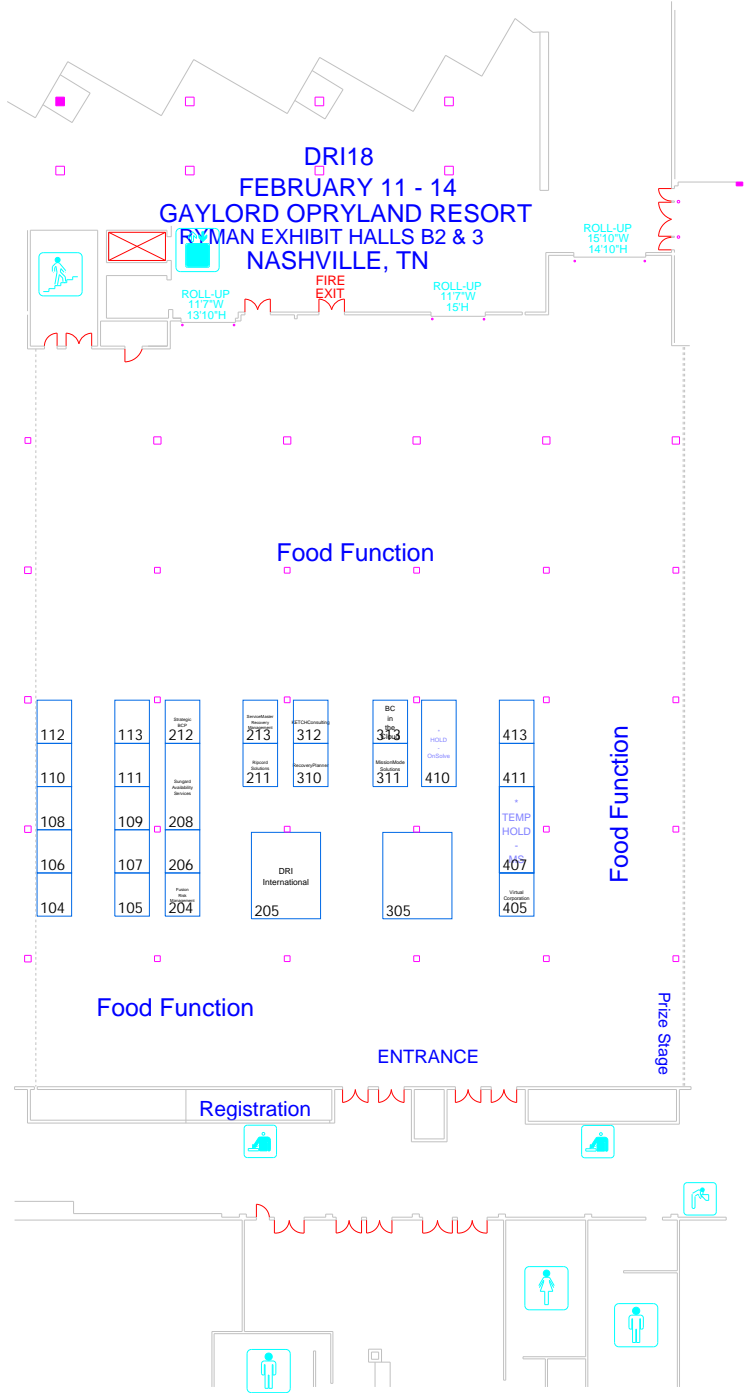 DRI18
FEBRUARY 11 - 14
GAYLORD OPRYLAND RESORT
RYMAN EXHIBIT HALLS B2 & 3
NASHVILLE, TN
ROLL-UP
15'10"W
14'10"H
FIRE
EXIT
ROLL-UP
11'7"W
13'10"H
ROLL-UP
11'7"W
15'H
Food Function
112
113
Strategic
BCP
212
ServiceMaster
Recovery
Management
213
KETCHConsulting
312
BC
in
the
Cloud
313
-
HOLD
-
OnSolve
410
413
110
111
Sungard
Availability
Services
208
Ripcord
Solutions
211
RecoveryPlanner
310
MissionMode
Solutions
311
411
108
109
*
TEMP
HOLD
-
MS
407
106
107
206
DRI
International
205
305
104
105
Fusion
Risk
Management
204
Virtual
Corporation
405
Food Function
Food Function
Prize Stage
ENTRANCE
Registration